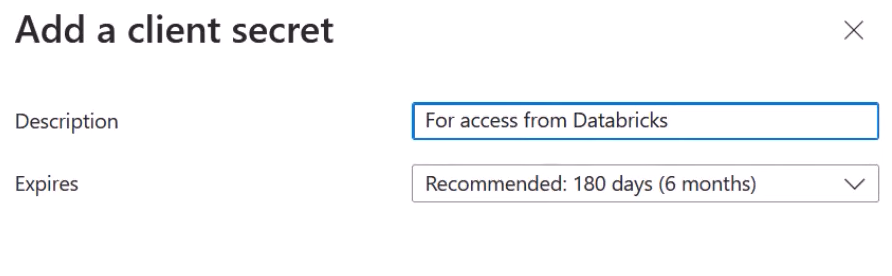 Add a client secret
Description
For access from Databricks
Expires
Recommended: 180 days (6 months)